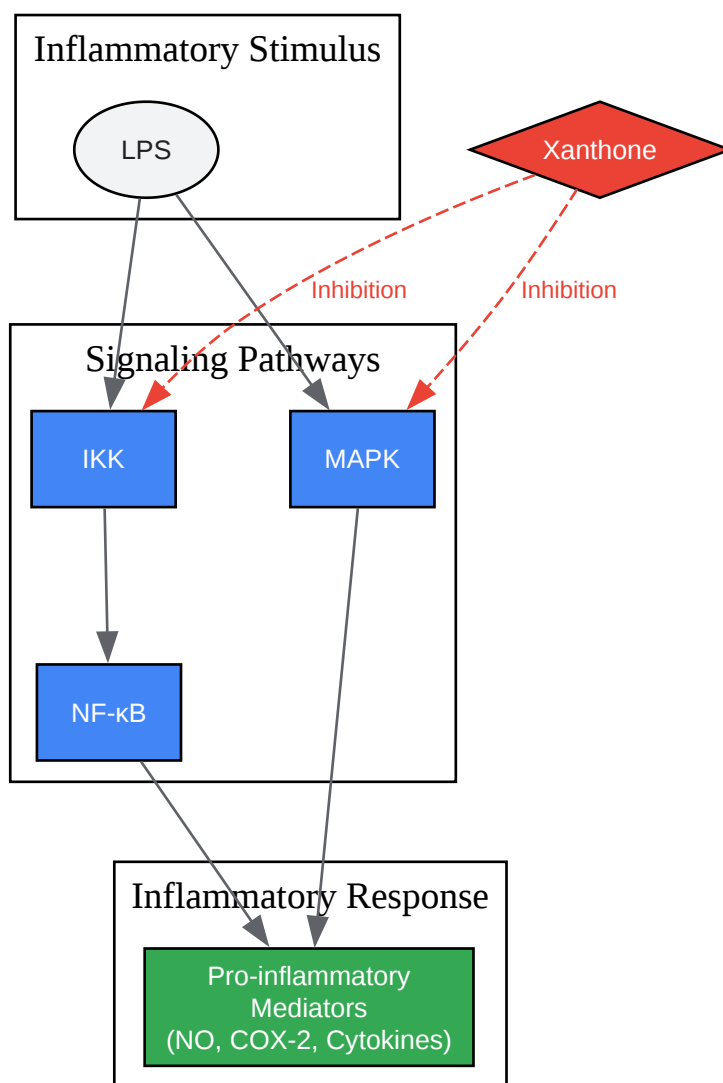 Inflammatory Stimulus
LPS
Xanthone
Inhibition
Inhibition
Signaling Pathways
IKK
MAPK
NF-κB
Inflammatory Response
Pro-inflammatory
Mediators
(NO, COX-2, Cytokines)